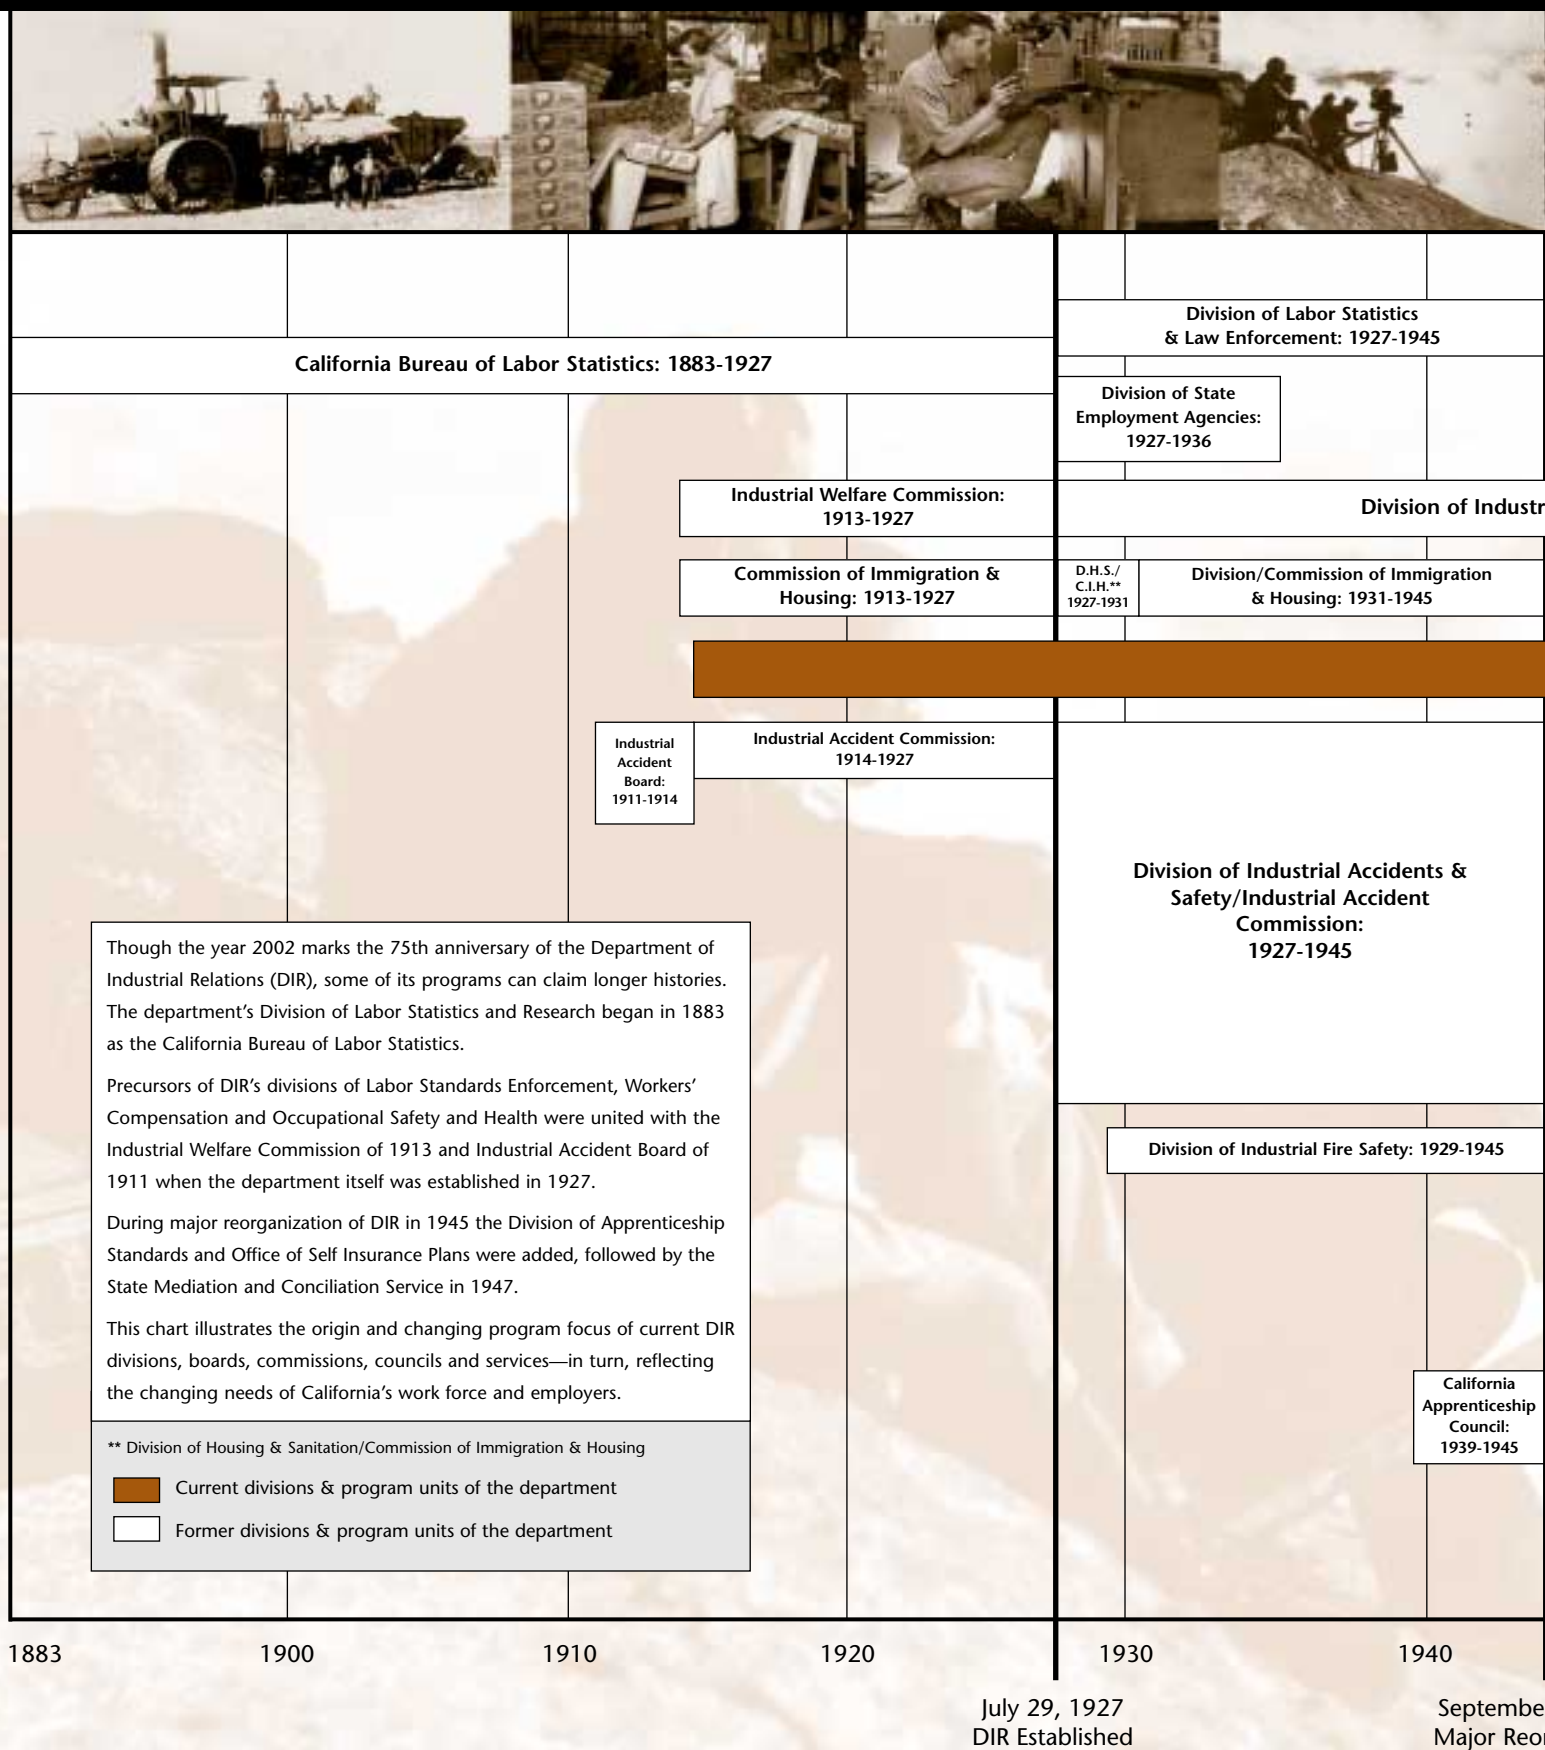 Division of Labor Statistics
& Law Enforcement: 1927-1945
California Bureau of Labor Statistics: 1883-1927
Division of State
Employment Agencies:
1927-1936
Industrial Welfare Commission:
1913-1927
Division of Industr
Commission of Immigration &
Housing: 1913-1927
D.H.S./
C.I.H.**
1927-1931
Division/Commission of Immigration
& Housing: 1931-1945
Industrial
Accident
Board:
1911-1914
Industrial Accident Commission:
1914-1927
Division of Industrial Accidents &
Safety/Industrial Accident
Commission:
1927-1945
Though the year 2002 marks the 75th anniversary of the Department of
Industrial Relations (DIR), some of its programs can claim longer histories.
The department’s Division of Labor Statistics and Research began in 1883
as the California Bureau of Labor Statistics.
Precursors of DIR’s divisions of Labor Standards Enforcement, Workers’
Compensation and Occupational Safety and Health were united with the
Industrial Welfare Commission of 1913 and Industrial Accident Board of
1911 when the department itself was established in 1927.
During major reorganization of DIR in 1945 the Division of Apprenticeship
Standards and Office of Self Insurance Plans were added, followed by the
State Mediation and Conciliation Service in 1947.
This chart illustrates the origin and changing program focus of current DIR
divisions, boards, commissions, councils and services—in turn, reflecting
the changing needs of California’s work force and employers.
Division of Industrial Fire Safety: 1929-1945
California
Apprenticeship
Council:
1939-1945
** Division of Housing & Sanitation/Commission of Immigration & Housing
Current divisions & program units of the department
Former divisions & program units of the department
1883 1900 1910 1920 1930 1940
July 29, 1927
DIR Established
Septembe
Major Reor